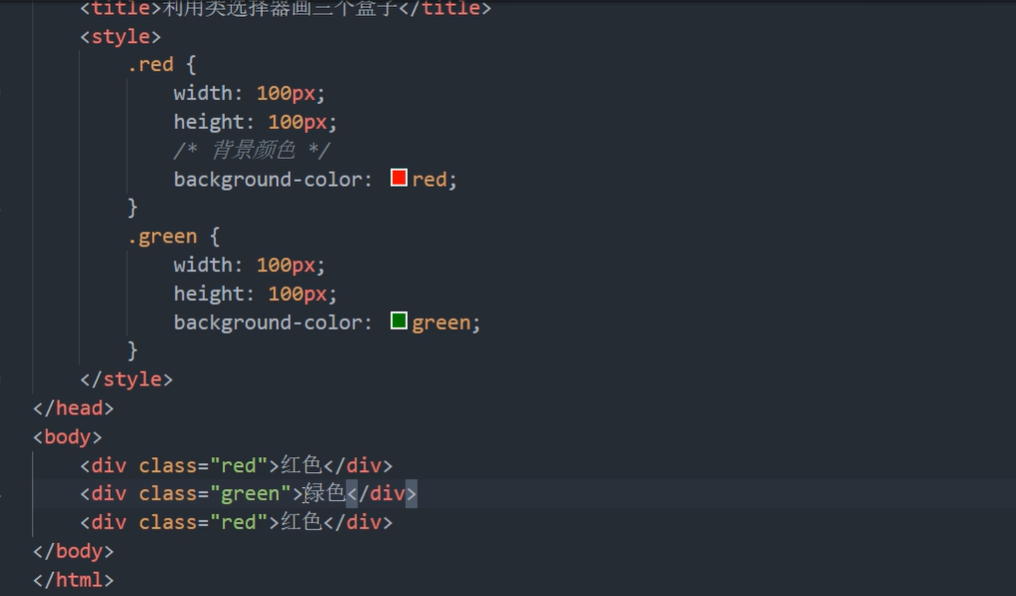 <title>利用类选择器画三个盒子</title>
<style>
.red {
width: 100px;
height: 100px;
/* 背景颜色 */
background-color: red;
}
.green {
width: 100px;
height: 100px;
background-color: green;
}
</style>
</head>
<body>
<div class="red">红色</div>
<div class="green">绿色</div>
<div class="red">红色</div>
</body>
</html>